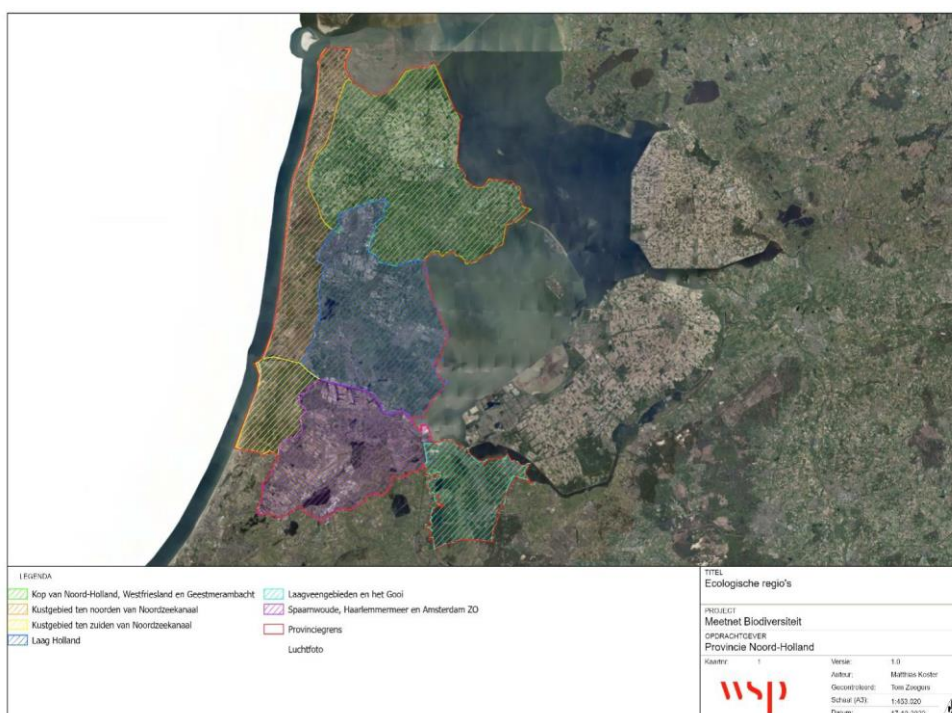 LEGENDA
Kop van Noord-Holland, Westfriesland en Geestmerambacht
Kustgebied ten noorden van Noordzeekanaal
Kustgebied ten zuiden van Noordzeekanaal
Laag Holland
Laagveengebieden en het Gooi
Spaarnwoude, Haarlemmermeer en Amsterdam ZO
Provinciegrens
Luchtfoto
TITEL
Ecologische regio's
PROJECT
Meetnet Biodiversiteit
OPDRACHTGEVER
Provincie Noord-Holland
Kaartnr. 1
wsp
Versie: 1.0
Auteur: Matthias Koster
Gecontroleerd: Tom Zeegers
Schaal (A3): 1:453.020
Datum: